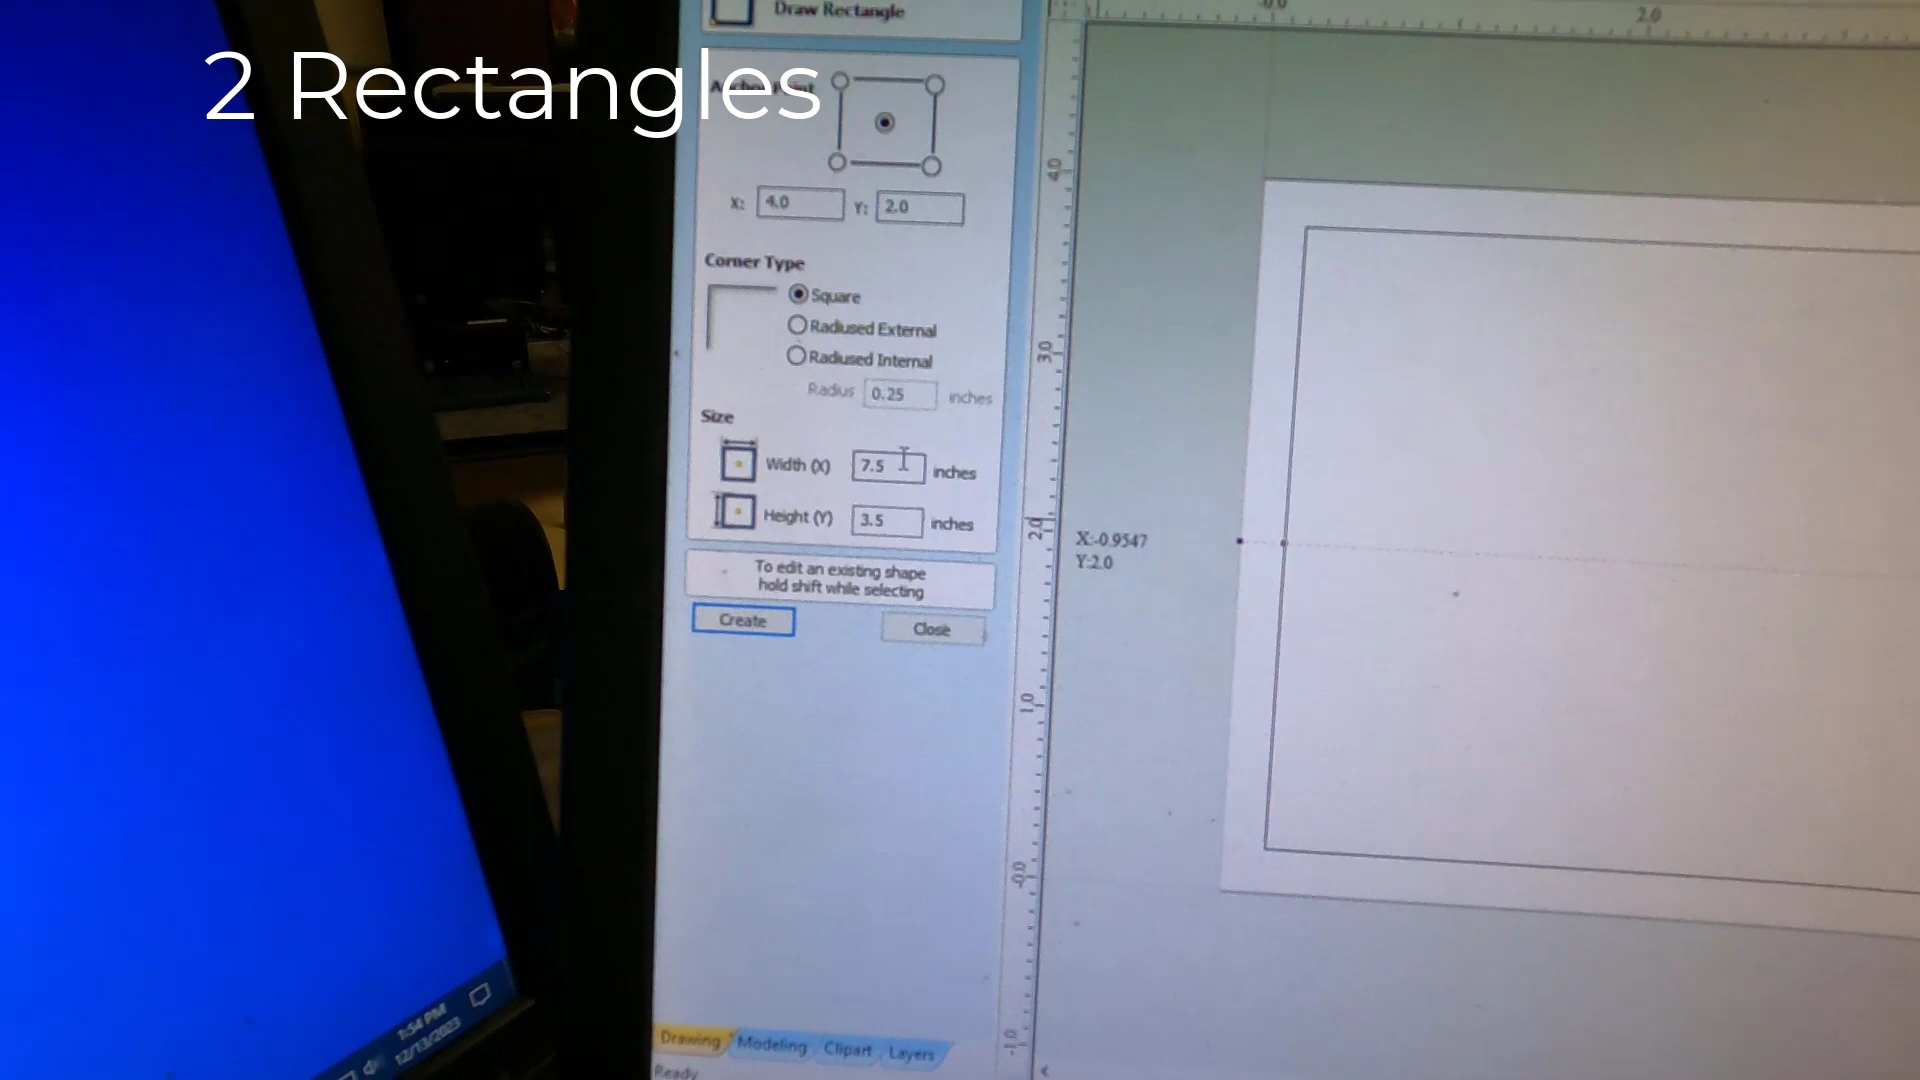 Draw Rectangle
2 Rectangles
Anchor Point
X: 4.0 Y: 2.0
Corner Type
Square
Radiused External
Radiused Internal
Radius 0.25 inches
Size
Width (X) 7.5 inches
Height (Y) 3.5 inches
To edit an existing shape
hold shift while selecting
Create Close
Drawing Modeling Clipart Layers
Ready
2.0
4.0
3.0
2.0
1.0
-0.0
-1.0
X:-0.9547
Y:2.0
1:54 PM
12/13/2023